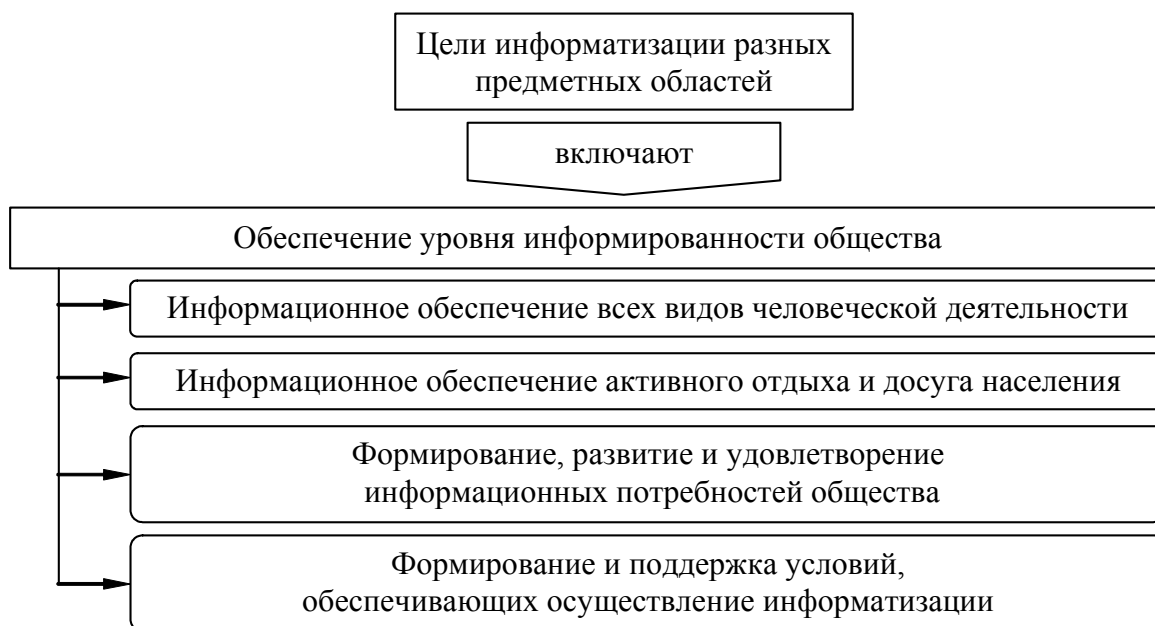 Цели информатизации разных
предметных областей
включают
Обеспечение уровня информированности общества
Информационное обеспечение всех видов человеческой деятельности
Информационное обеспечение активного отдыха и досуга населения
Формирование, развитие и удовлетворение
информационных потребностей общества
Формирование и поддержка условий,
обеспечивающих осуществление информатизации